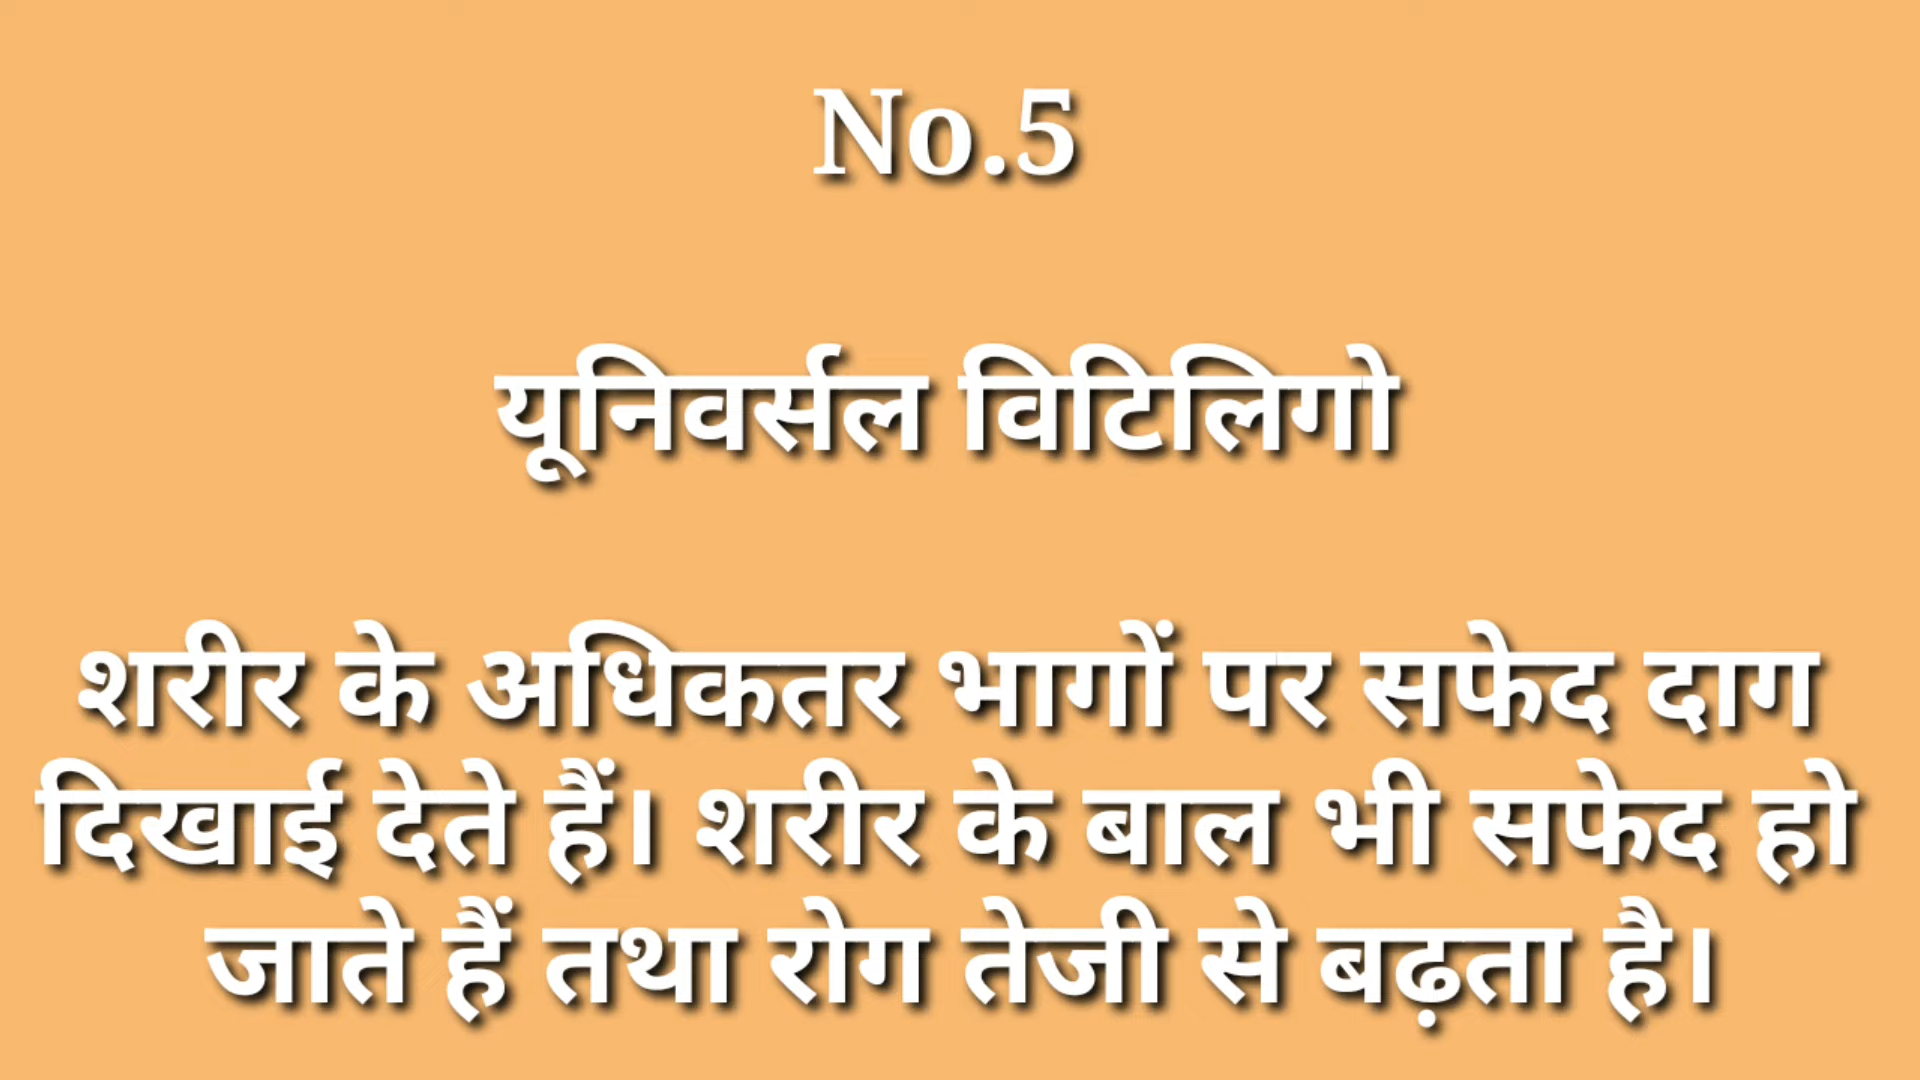 No.5
यूनिवर्सल विटिलिगो
शरीर के अधिकतर भागों पर सफेद दाग
दिखाई देते हैं। शरीर के बाल भी सफेद हो
जाते हैं तथा रोग तेजी से बढ़ता है।